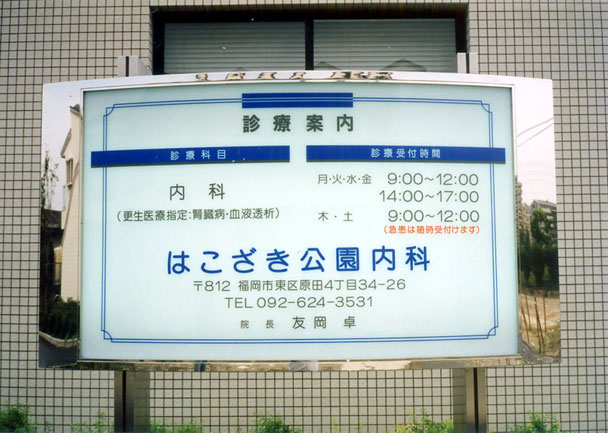 診療案内
診療科目
内科
(更生医療指定:腎臓病・血液透析)
診療受付時間
月・火・水・金 9:00～12:00
14:00～17:00
木・土 9:00～12:00
(急患は随時受付けます)
はこざき公園内科
〒812 福岡市東区原田4丁目34-26
TEL 092-624-3531
院長 友岡 卓